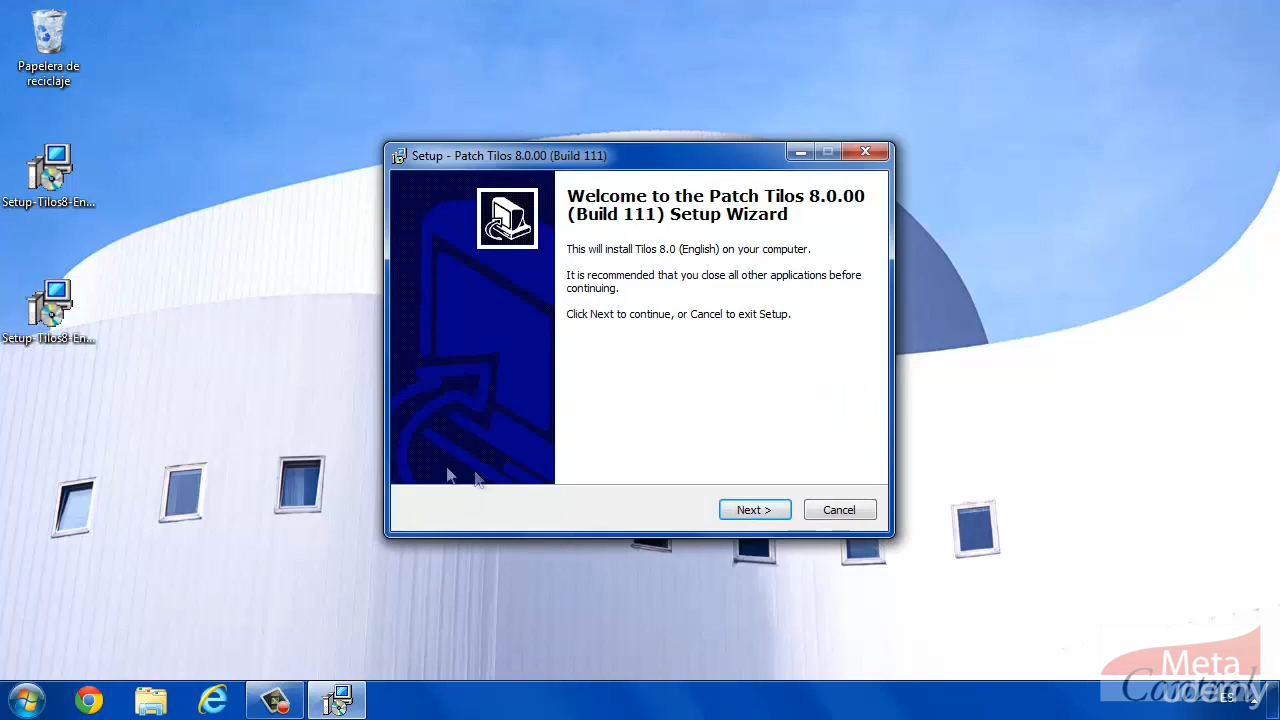 Papelera de
reciclaje
Setup-Tilos8-En...
Setup-Tilos8-En...
Setup - Patch Tilos 8.0.00 (Build 111)
Welcome to the Patch Tilos 8.0.00
(Build 111) Setup Wizard
This will install Tilos 8.0 (English) on your computer.
It is recommended that you close all other applications before
continuing.
Click Next to continue, or Cancel to exit Setup.
Next >
Cancel
Meta
Control
udemy
ES